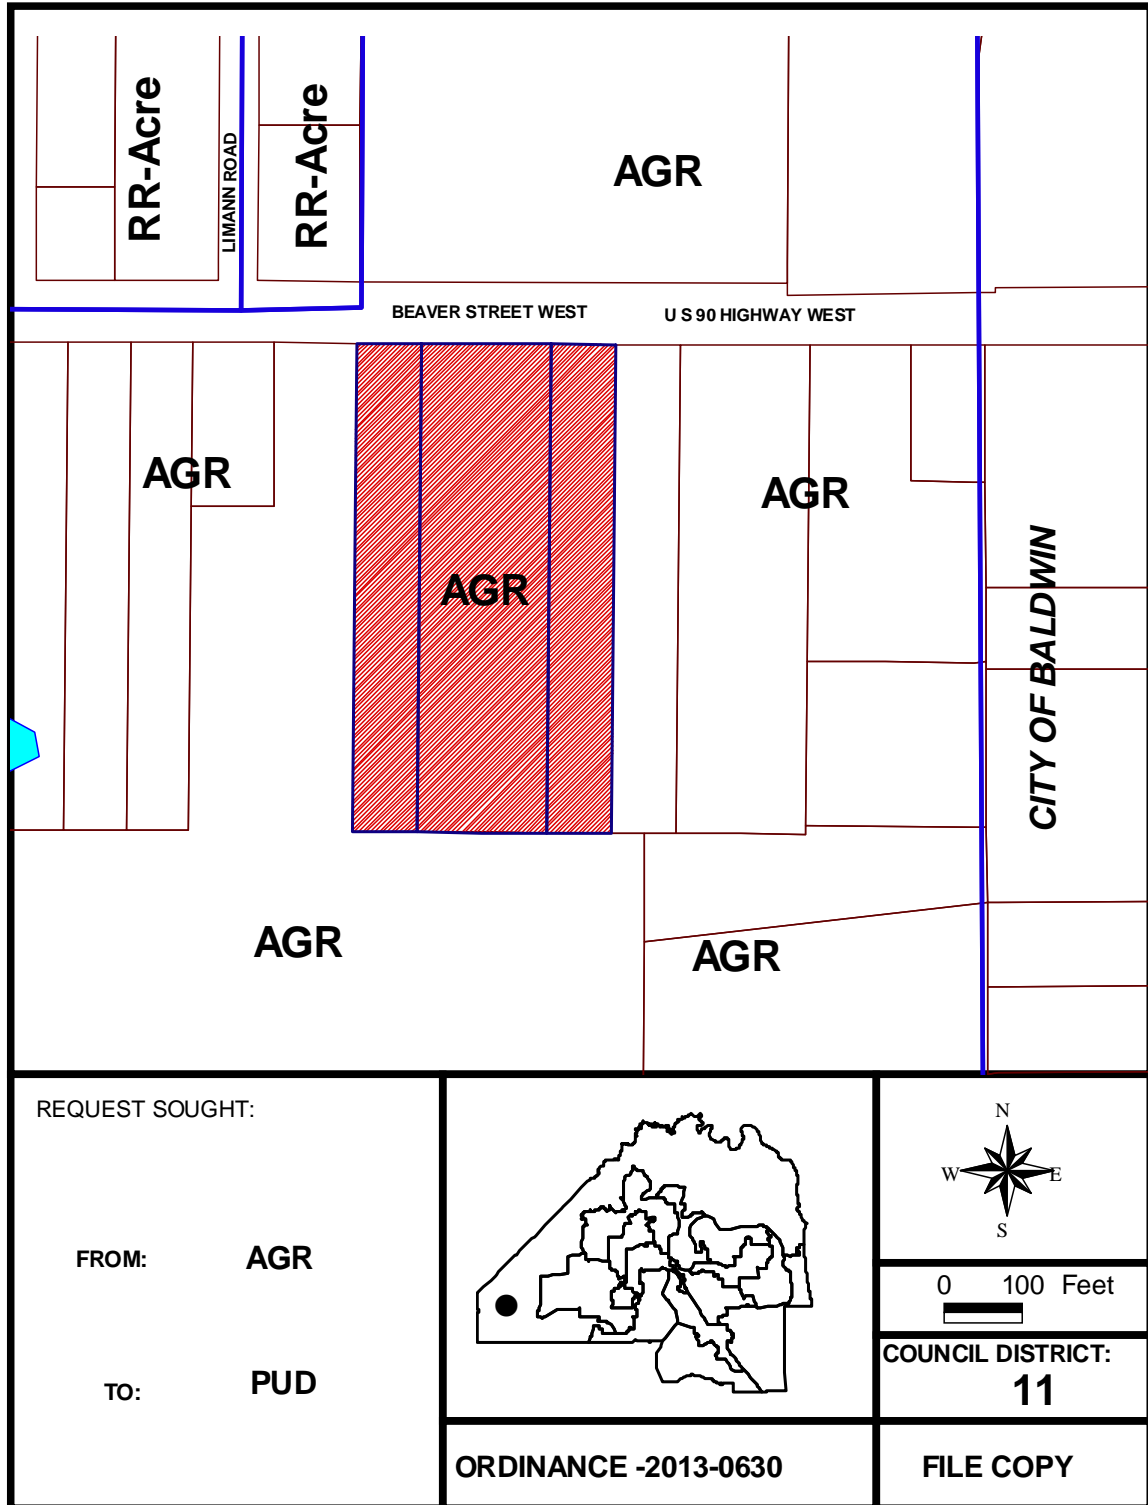 RR-Acre
LIMANN ROAD
RR-Acre
AGR
BEAVER STREET WEST
U S 90 HIGHWAY WEST
AGR
AGR
AGR
CITY OF BALDWIN
AGR
AGR
REQUEST SOUGHT:
FROM: AGR
TO: PUD
N
W E
S
0 100 Feet
COUNCIL DISTRICT:
11
ORDINANCE -2013-0630
FILE COPY